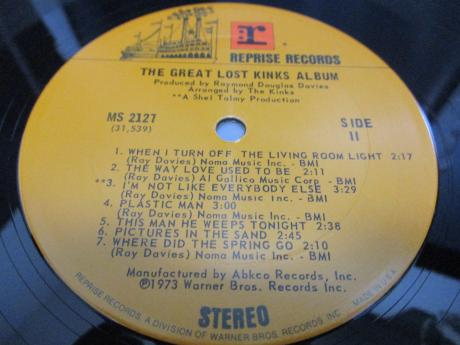 r
REPRISE RECORDS
THE GREAT LOST KINKS ALBUM
Produced by Raymond Douglas Davies
Arranged by The Kinks
**A Shel Talmy Production
MS 2127
(31,539)
SIDE
II
1. WHEN I TURN OFF THE LIVING ROOM LIGHT 2:17
(Ray Davies) Noma Music Inc. - BMI
2. THE WAY LOVE USED TO BE 2:11
(Ray Davies) Al Gallico Music Corp - BMI
**3. I'M NOT LIKE EVERYBODY ELSE 3:29
(Ray Davies) Noma Music Inc. - BMI
4. PLASTIC MAN 3:00
(Ray Davies) Noma Music Inc. - BMI
5. THIS MAN HE WEEPS TONIGHT 2:38
6. PICTURES IN THE SAND 2:45
7. WHERE DID THE SPRING GO 2:10
(Ray Davies) Noma Music Inc. - BMI
Manufactured by Abkco Records, Inc.
Ⓟ1973 Warner Bros. Records Inc.
STEREO
REPRISE RECORDS, A DIVISION OF WARNER BROS. RECORDS INC. MADE IN U.S.A.